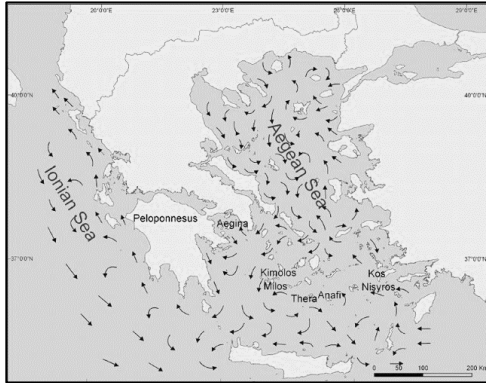 20°0'0"E
23°0'0"E
26°0'0"E
29°0'0"E
40°0'0"N
40°0'0"N
Aegean Sea
Ionian Sea
Peloponnesus
Aegina
37°0'0"N
37°0'0"N
Kimolos
Milos
Kos
Nisyros
Thera
Anafi
0
50
100
200 Km